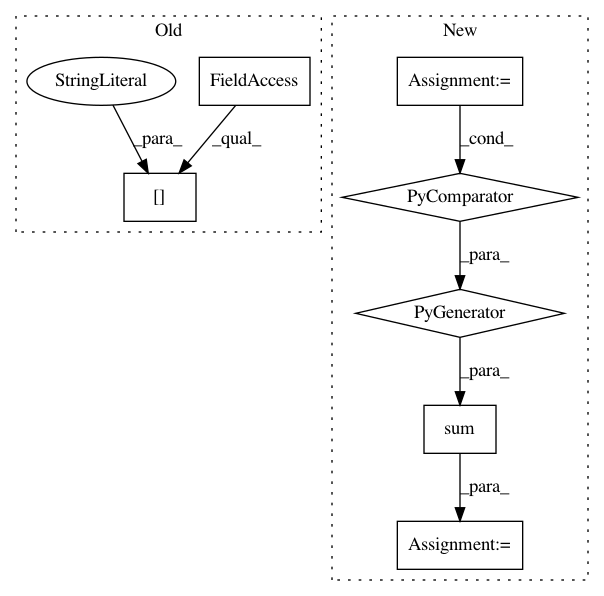 Old
New
StringLiteral
FieldAccess
Assignment:=
_para_
_qual_
_cond_
[]
PyComparator
_para_
PyGenerator
_para_
sum
_para_
Assignment:=